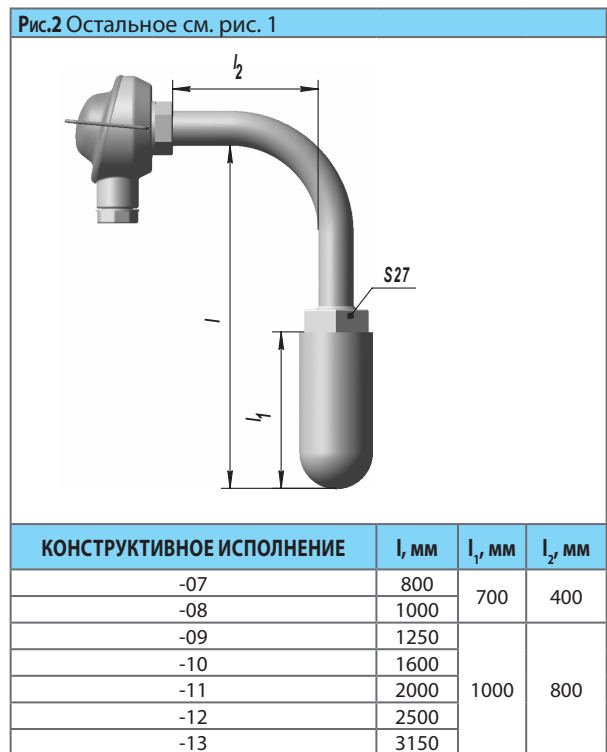 Рис.2 Остальное см. рис. 1
l2
S27
l
l1
КОНСТРУКТИВНОЕ ИСПОЛНЕНИЕ l, мм l1, мм l2, мм
-07 800 700 400
-08 1000
-09 1250 1000 800
-10 1600
-11 2000
-12 2500
-13 3150